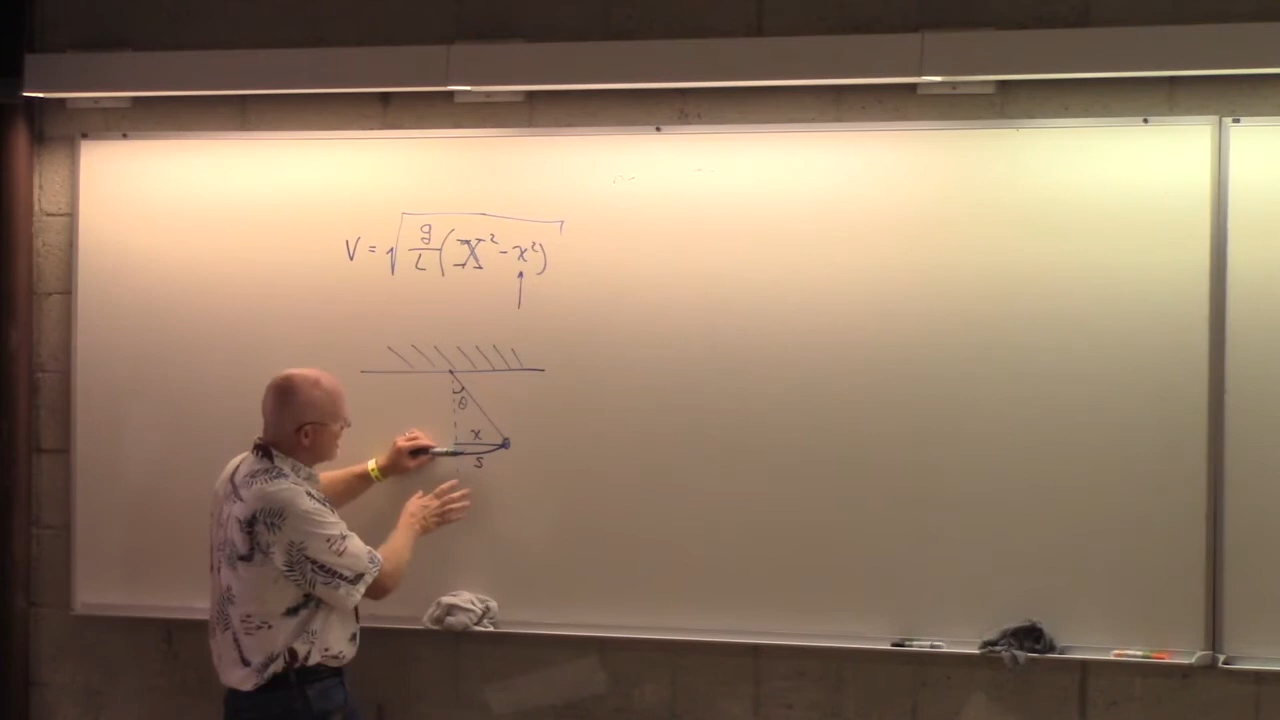 V = √(g/L (X² - x²))
θ
x
s